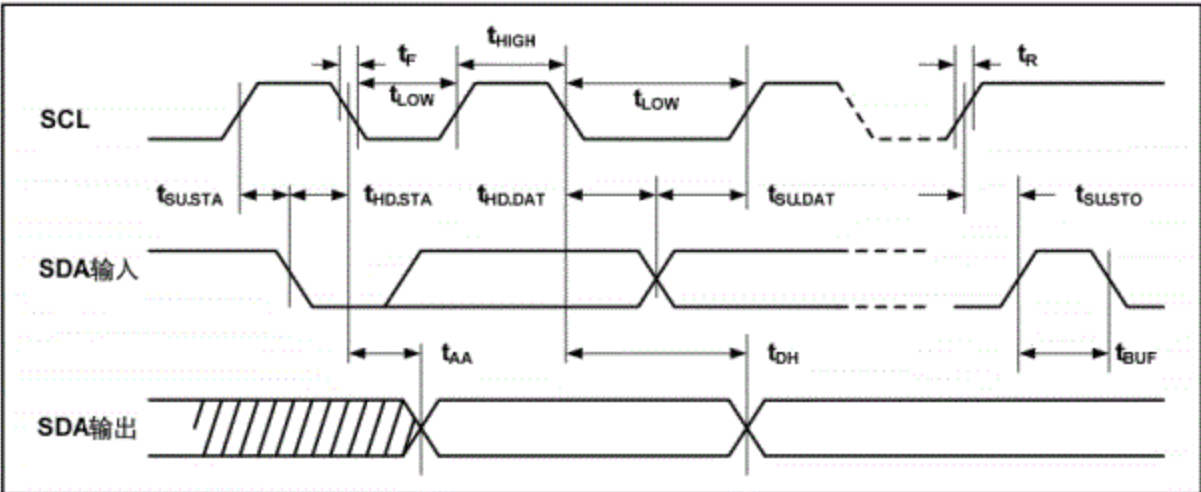 tF
tHIGH
tR
SCL
tLOW
tLOW
tSU.STA
tHD.STA
tHD.DAT
tSU.DAT
tSU.STO
SDA输入
tAA
tDH
tBUF
SDA输出